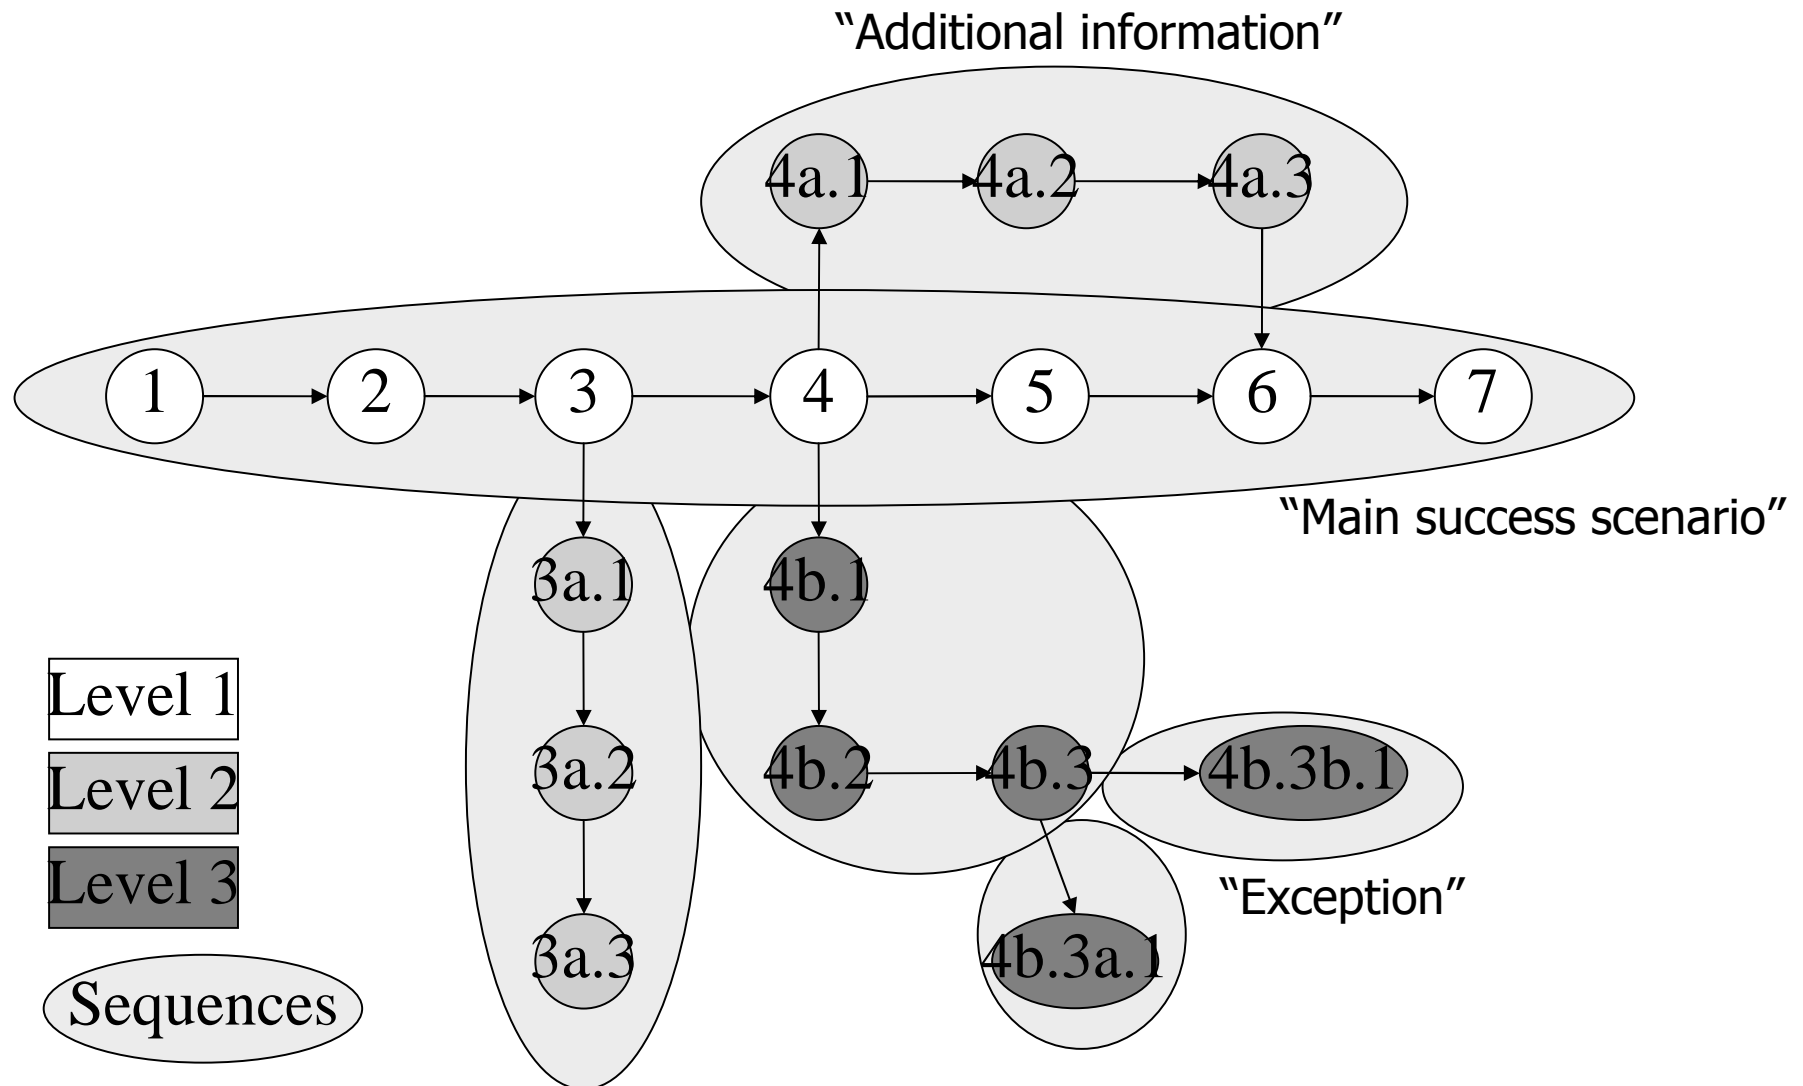 “Additional information”
4a.1
4a.2
4a.3
1
2
3
4
5
6
7
“Main success scenario”
3a.1
4b.1
Level 1
Level 2
3a.2
4b.2
4b.3
4b.3b.1
Level 3
“Exception”
3a.3
4b.3a.1
Sequences